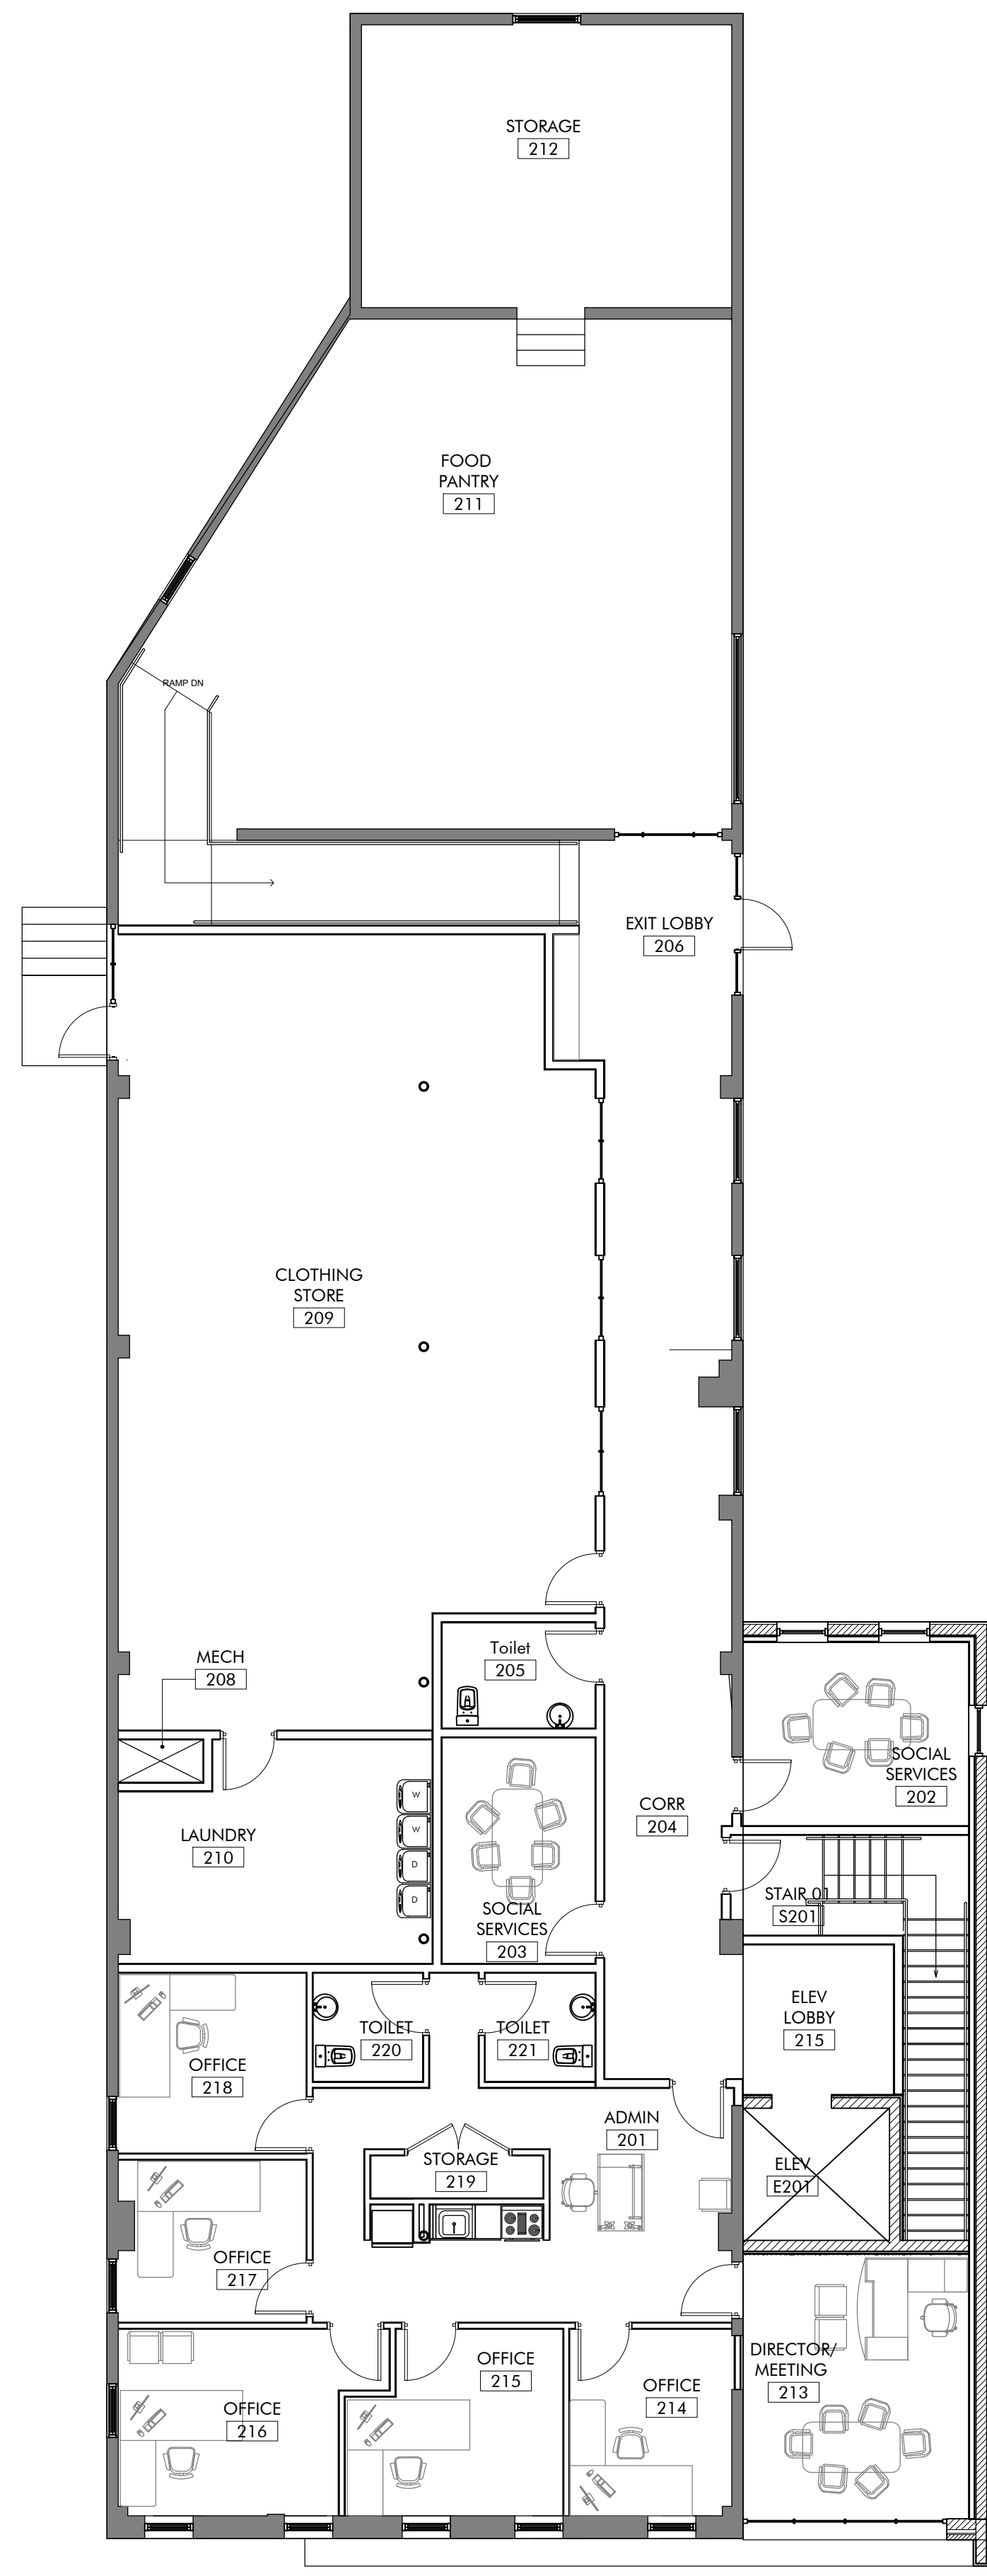 STORAGE
212
FOOD
PANTRY
211
RAMP DN
EXIT LOBBY
206
CLOTHING
STORE
209
Toilet
205
MECH
208
SOCIAL
SERVICES
202
W
W
D
D
LAUNDRY
210
CORR
204
STAIR 01
S201
SOCIAL
SERVICES
203
ELEV
LOBBY
215
TOILET
220
TOILET
221
OFFICE
218
ADMIN
201
STORAGE
219
ELEV
E201
OFFICE
217
DIRECTOR/
MEETING
213
OFFICE
215
OFFICE
214
OFFICE
216